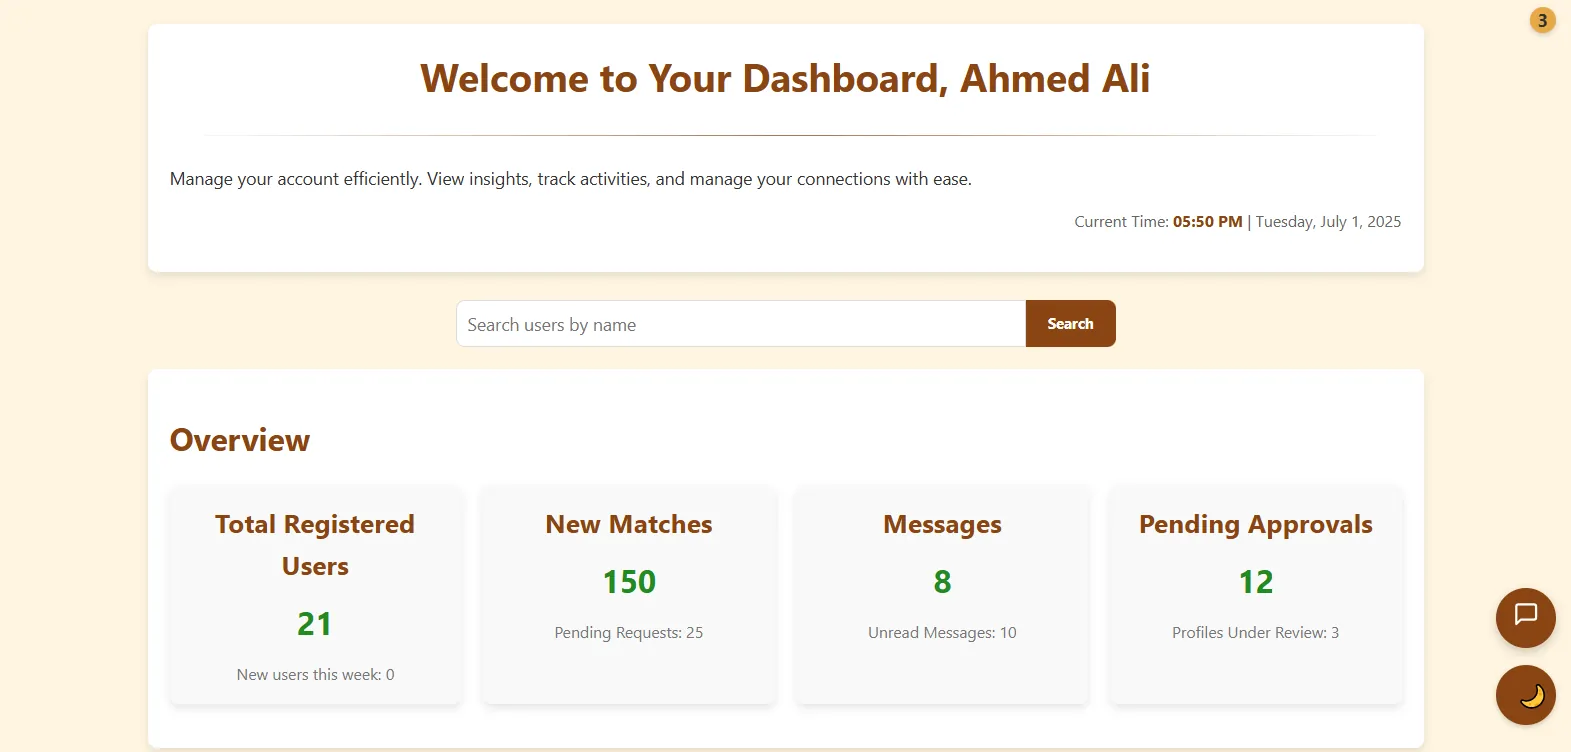 3
Welcome to Your Dashboard, Ahmed Ali
Manage your account efficiently. View insights, track activities, and manage your connections with ease.
Current Time: 05:50 PM | Tuesday, July 1, 2025
Search users by name
Search
Overview
Total Registered
Users
21
New users this week: 0
New Matches
150
Pending Requests: 25
Messages
8
Unread Messages: 10
Pending Approvals
12
Profiles Under Review: 3